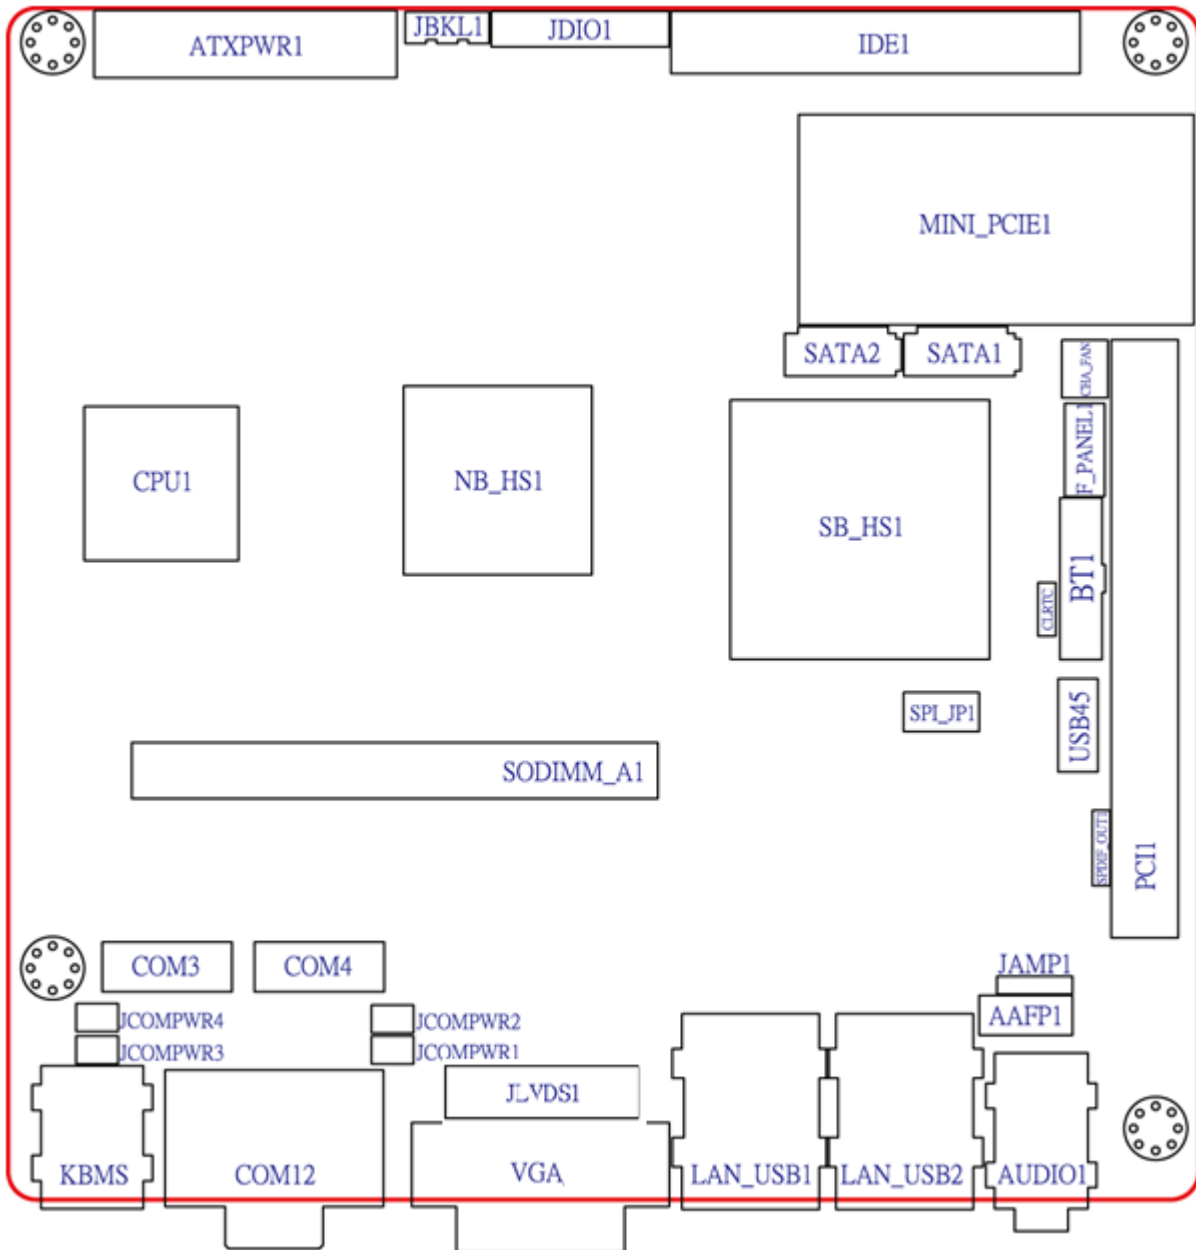 ATXPWR1
JBKL1
JDIO1
IDE1
MINI_PCIE1
SATA2
SATA1
CHA_FAN
F_PANEL1
CPU1
NB_HS1
SB_HS1
BT1
CLRTC
SPI_JP1
USB45
SODIMM_A1
SPDIF_OUT1
PCI1
COM3
COM4
JAMP1
AAFP1
JCOMPWR4
JCOMPWR2
JCOMPWR3
JCOMPWR1
JLVDS1
KBMS
COM12
VGA
LAN_USB1
LAN_USB2
AUDIO1